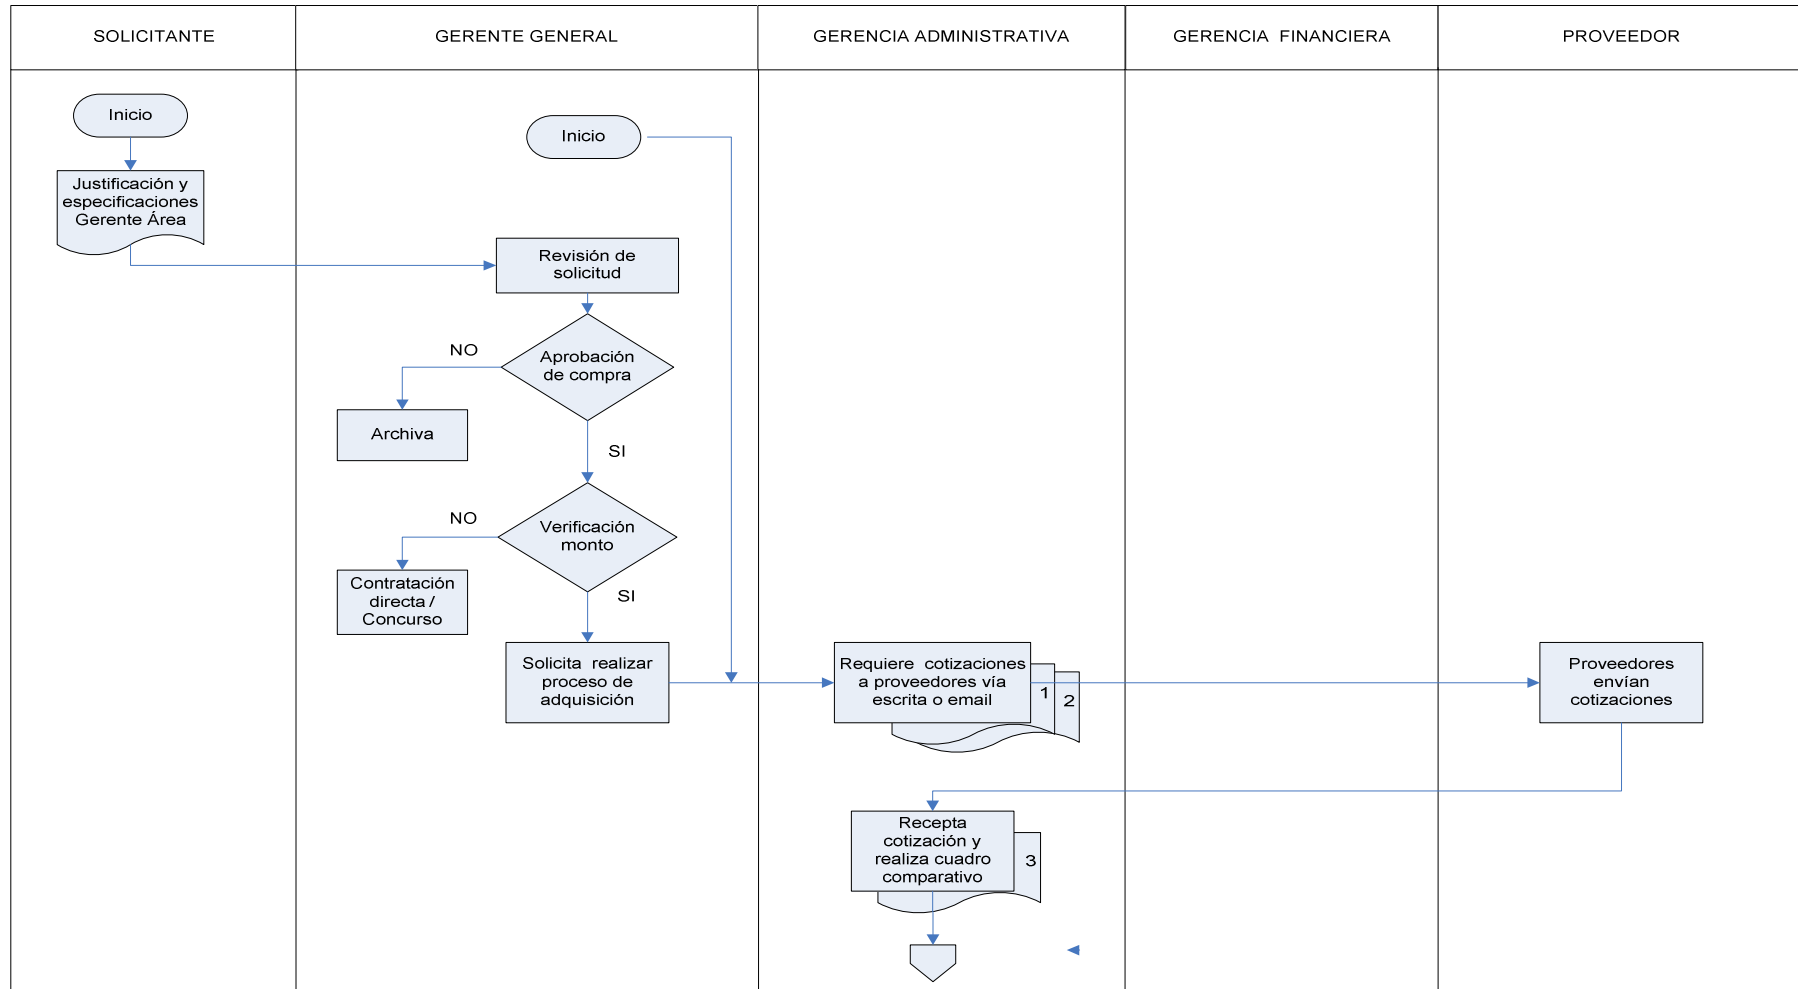 SOLICITANTE
GERENTE GENERAL
GERENCIA ADMINISTRATIVA
GERENCIA FINANCIERA
PROVEEDOR
Inicio
Inicio
Justificación y
especificaciones
Gerente Área
Revisión de
solicitud
NO
Aprobación
de compra
Archiva
SI
NO
Verificación
monto
Contratación
directa /
Concurso
SI
Solicita realizar
proceso de
adquisición
Requiere cotizaciones
a proveedores vía
escrita o email
1
2
Proveedores
envían
cotizaciones
Recepta
cotización y
realiza cuadro
comparativo
3